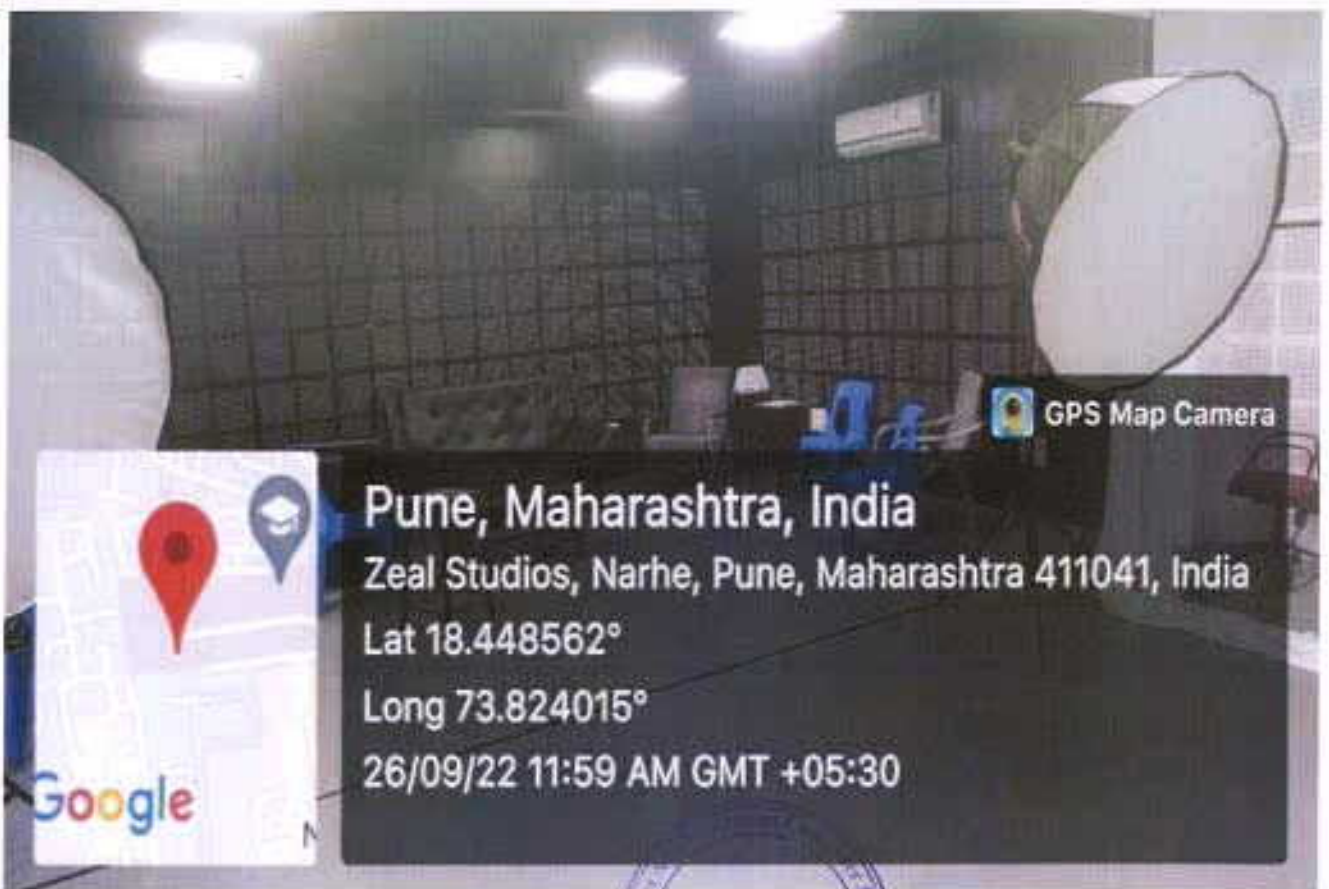 GPS Map Camera
Pune, Maharashtra, India
Zeal Studios, Narhe, Pune, Maharashtra 411041, India
Lat 18.448562°
Long 73.824015°
26/09/22 11:59 AM GMT +05:30
Google